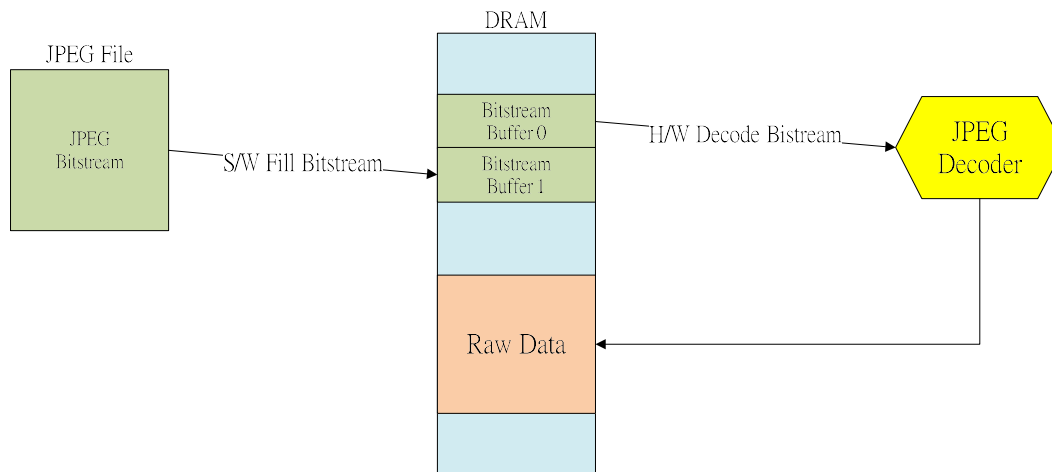 DRAM
JPEG File
JPEG
Bitstream
S/W Fill Bitstream
Bitstream
Buffer 0
Bitstream
Buffer 1
H/W Decode Bistream
JPEG
Decoder
Raw Data